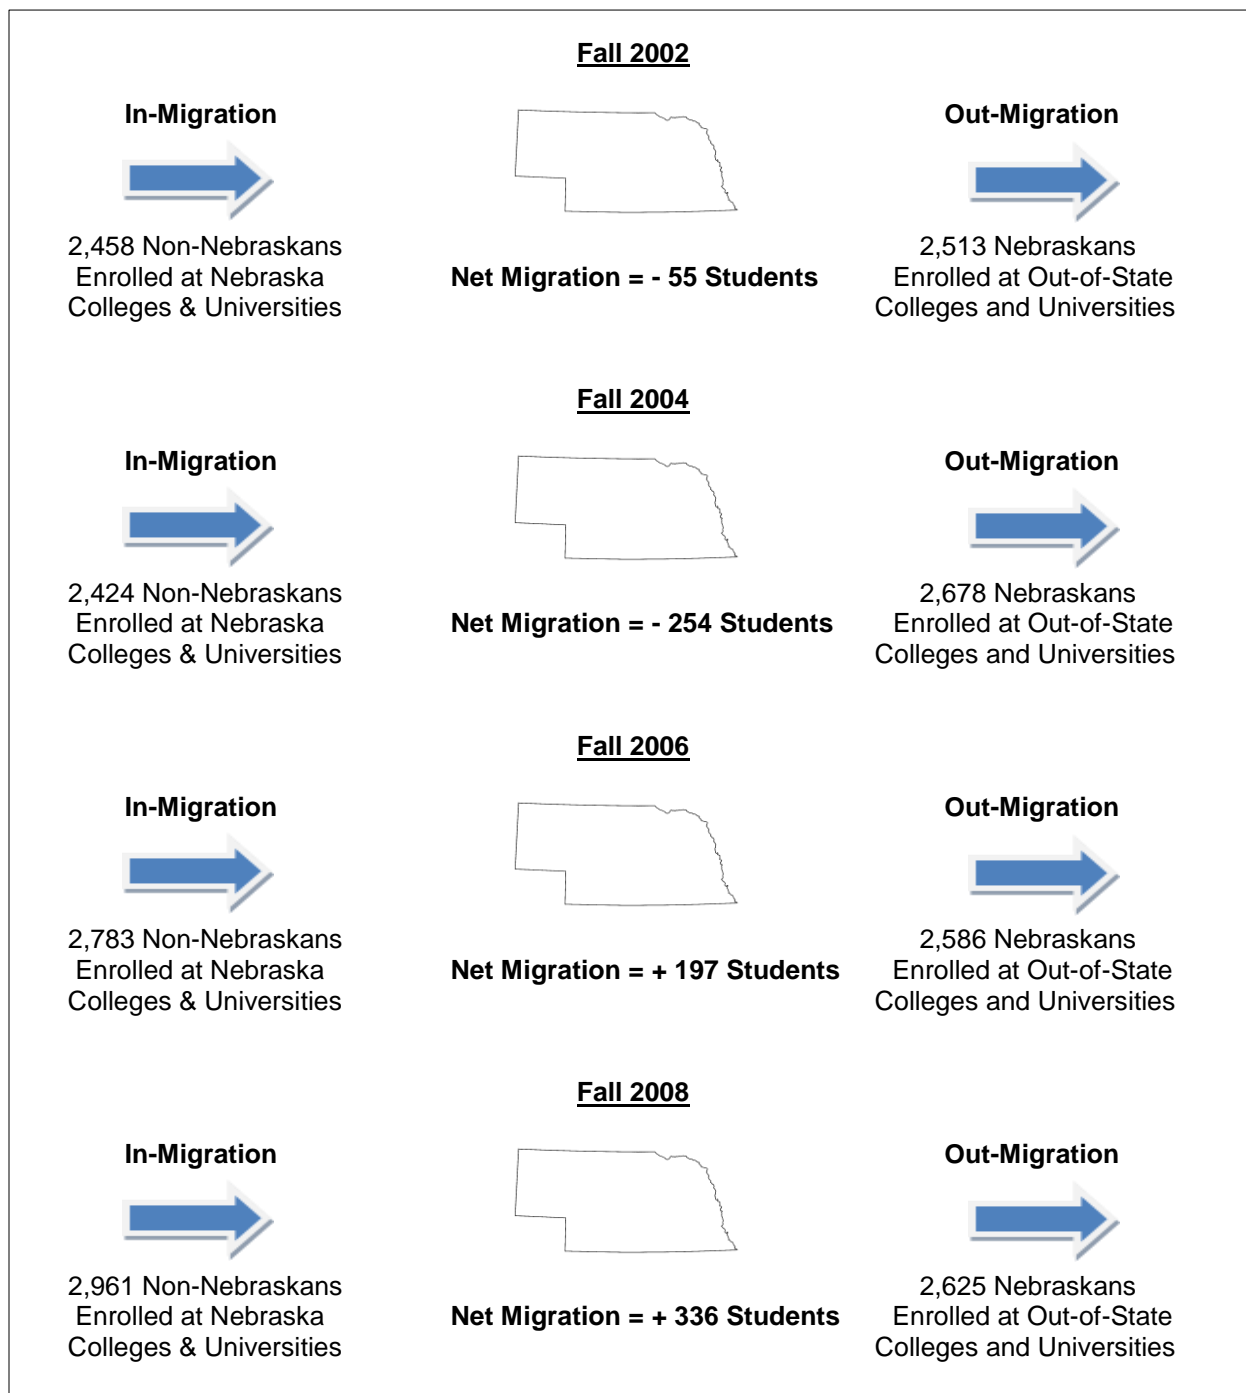 Fall 2002
In-Migration
Out-Migration
2,458 Non-Nebraskans
Enrolled at Nebraska
Colleges & Universities
Net Migration = - 55 Students
2,513 Nebraskans
Enrolled at Out-of-State
Colleges and Universities
Fall 2004
In-Migration
Out-Migration
2,424 Non-Nebraskans
Enrolled at Nebraska
Colleges & Universities
Net Migration = - 254 Students
2,678 Nebraskans
Enrolled at Out-of-State
Colleges and Universities
Fall 2006
In-Migration
Out-Migration
2,783 Non-Nebraskans
Enrolled at Nebraska
Colleges & Universities
Net Migration = + 197 Students
2,586 Nebraskans
Enrolled at Out-of-State
Colleges and Universities
Fall 2008
In-Migration
Out-Migration
2,961 Non-Nebraskans
Enrolled at Nebraska
Colleges & Universities
Net Migration = + 336 Students
2,625 Nebraskans
Enrolled at Out-of-State
Colleges and Universities